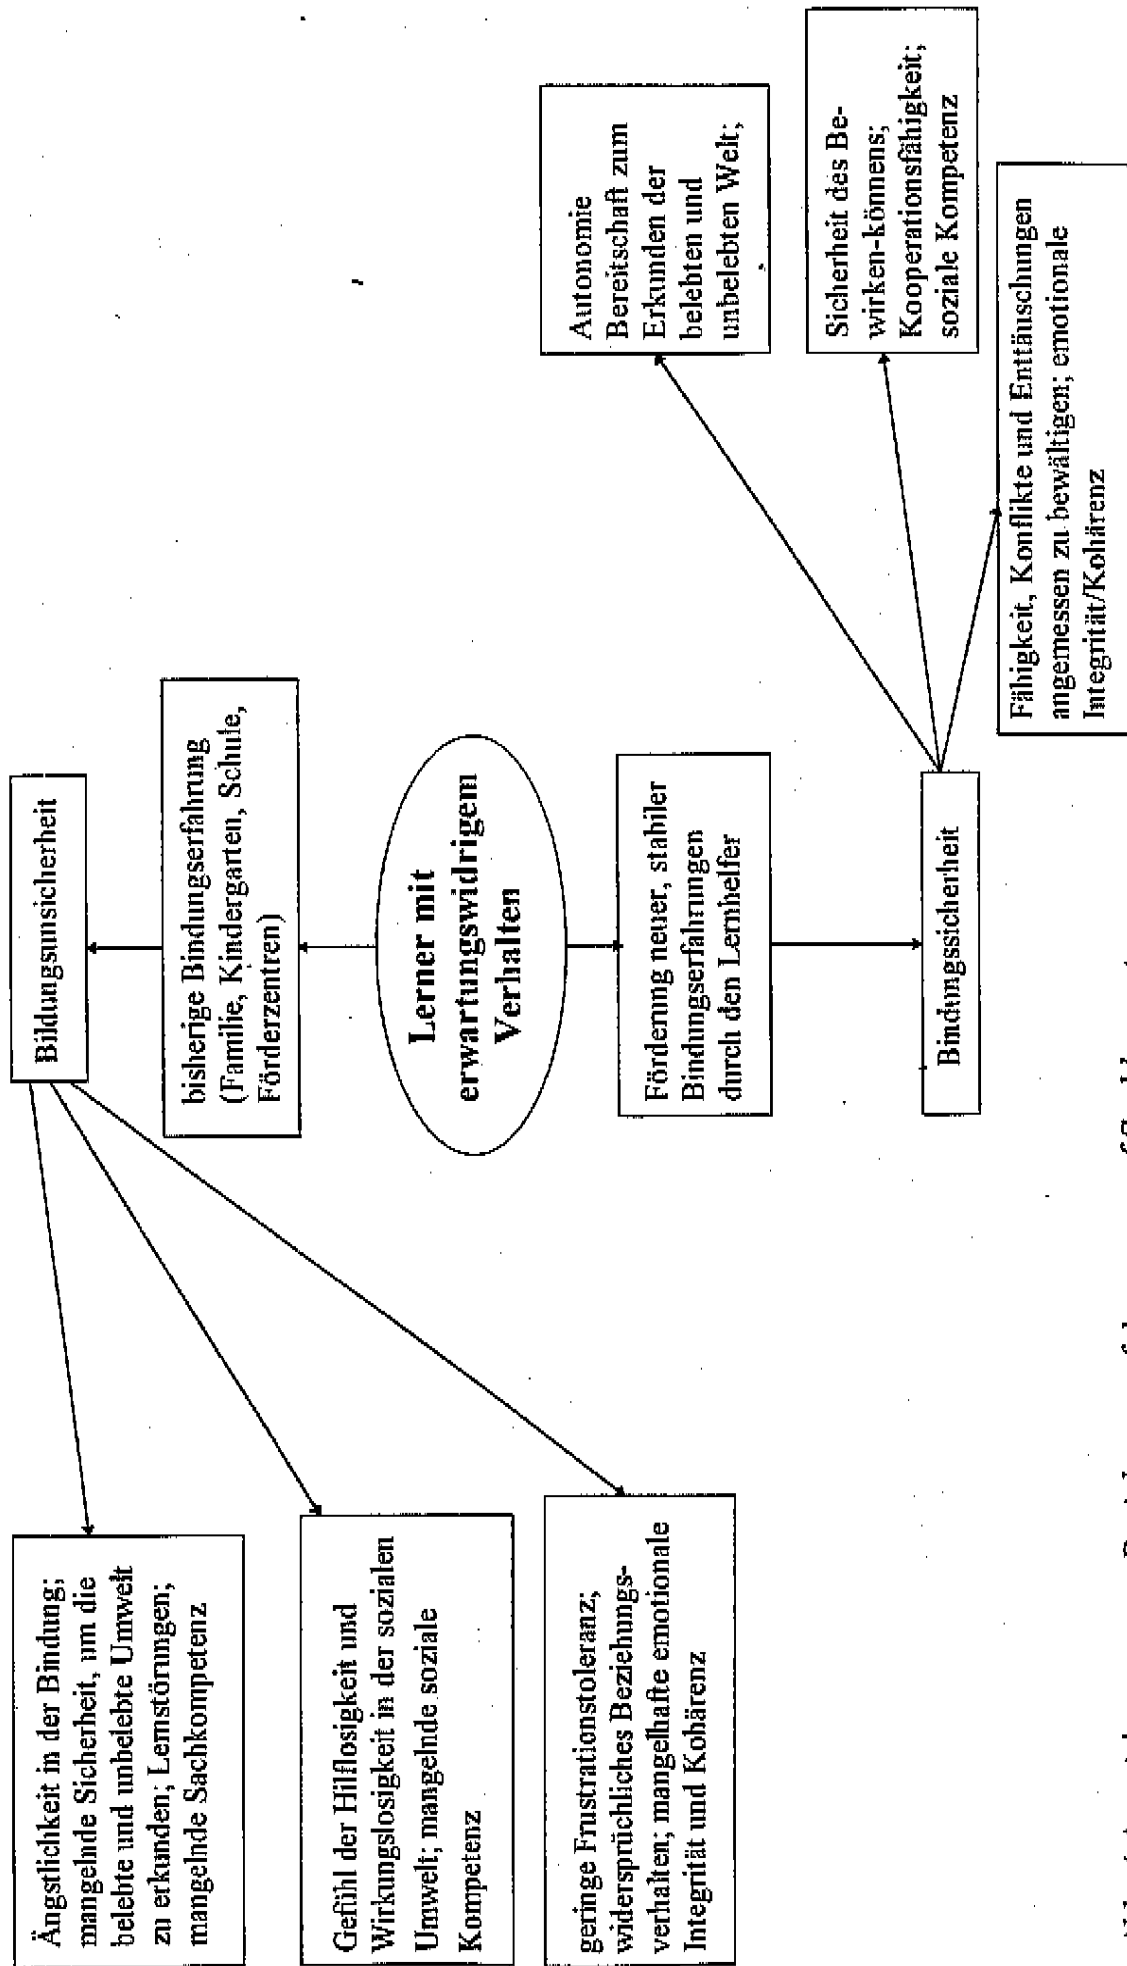 Bildungsunsicherheit
bisherige Bindungserfahrung
(Familie, Kindergarten, Schule,
Förderzentren)
Lerner mit
erwartungswidrigem
Verhalten
Förderung neuer, stabiler
Bindungserfahrungen
durch den Lernhelfer
Bindungssicherheit
Ängstlichkeit in der Bindung;
mangelnde Sicherheit, um die
belebte und unbelebte Umwelt
zu erkunden; Lernstörungen;
mangelnde Sachkompetenz
Gefühl der Hilflosigkeit und
Wirkungslosigkeit in der sozialen
Umwelt; mangelnde soziale
Kompetenz
geringe Frustrationstoleranz;
widersprüchliches Beziehungs-
verhalten; mangelhafte emotionale
Integrität und Kohärenz
Autonomie
Bereitschaft zum
Erkunden der
belebten und
unbelebten Welt;
Sicherheit des Be-
wirken-könnens;
Kooperationsfähigkeit;
soziale Kompetenz
Fähigkeit, Konflikte und Enttäuschungen
angemessen zu bewältigen; emotionale
Integrität/Kohärenz